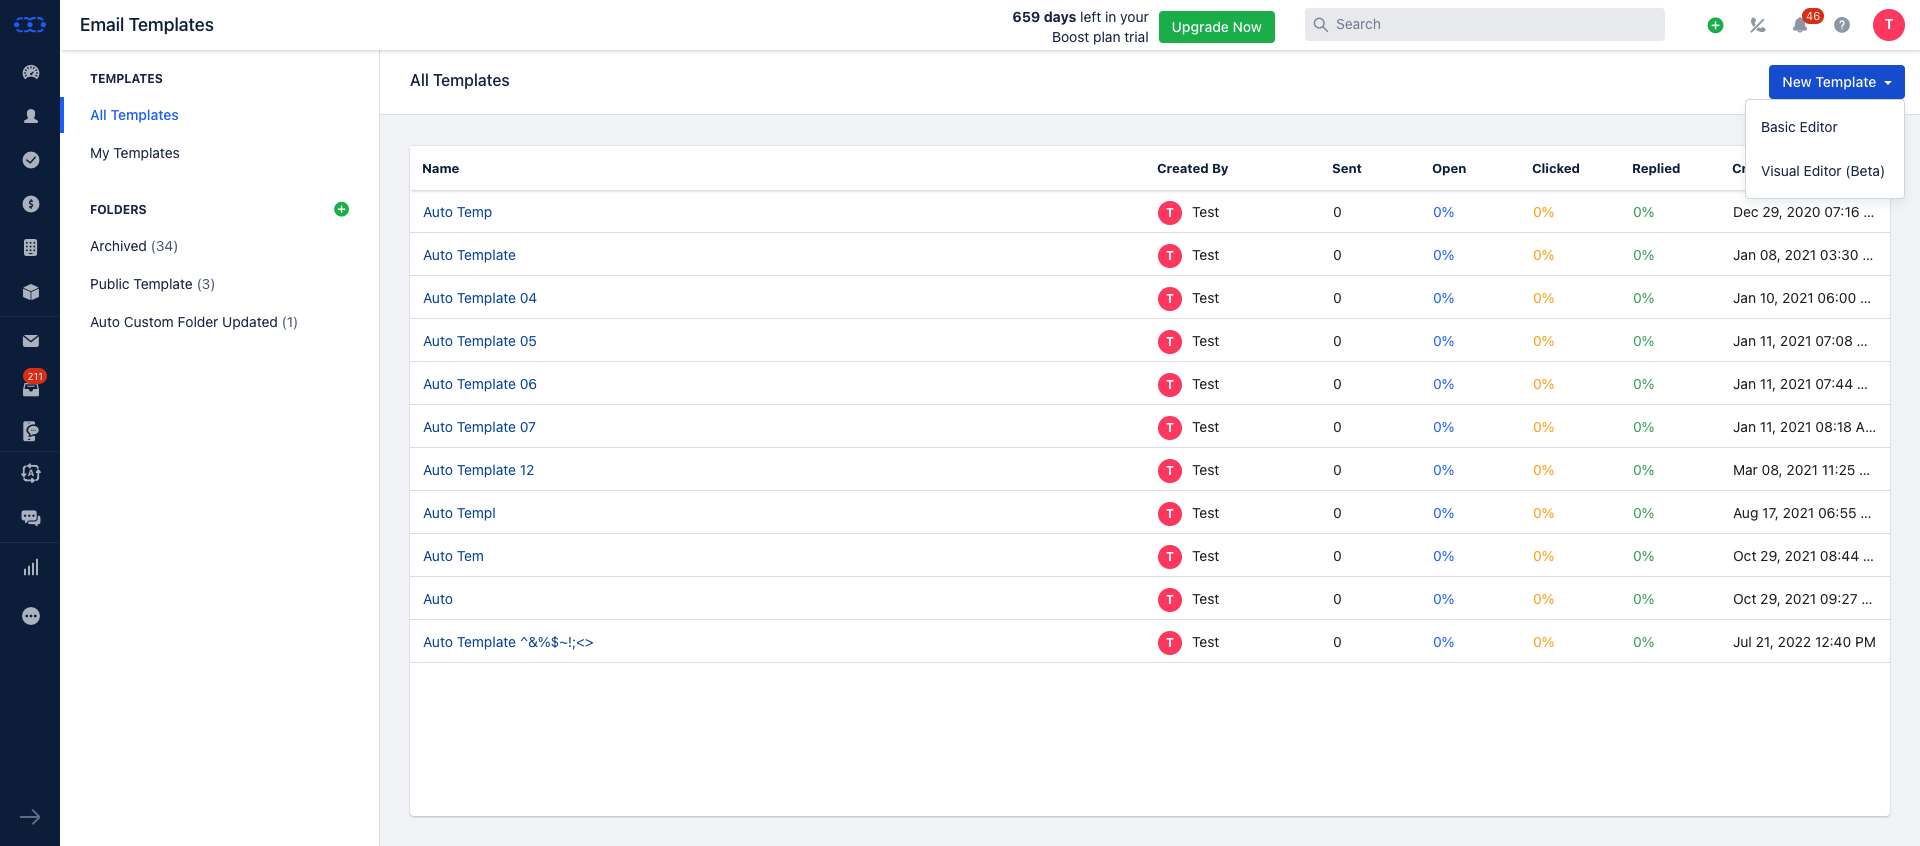 Email Templates
659 days left in your
Boost plan trial
Upgrade Now
Search
46
T
TEMPLATES
All Templates
My Templates
FOLDERS
Archived (34)
Public Template (3)
Auto Custom Folder Updated (1)
211
All Templates
New Template
Basic Editor
Visual Editor (Beta)
Name Created By Sent Open Clicked Replied
Auto Temp T Test 0 0% 0% 0% Dec 29, 2020 07:16 ...
Auto Template T Test 0 0% 0% 0% Jan 08, 2021 03:30 ...
Auto Template 04 T Test 0 0% 0% 0% Jan 10, 2021 06:00 ...
Auto Template 05 T Test 0 0% 0% 0% Jan 11, 2021 07:08 ...
Auto Template 06 T Test 0 0% 0% 0% Jan 11, 2021 07:44 ...
Auto Template 07 T Test 0 0% 0% 0% Jan 11, 2021 08:18 A...
Auto Template 12 T Test 0 0% 0% 0% Mar 08, 2021 11:25 ...
Auto Templ T Test 0 0% 0% 0% Aug 17, 2021 06:55 ...
Auto Tem T Test 0 0% 0% 0% Oct 29, 2021 08:44 ...
Auto T Test 0 0% 0% 0% Oct 29, 2021 09:27 ...
Auto Template ^&%$~!;<> T Test 0 0% 0% 0% Jul 21, 2022 12:40 PM